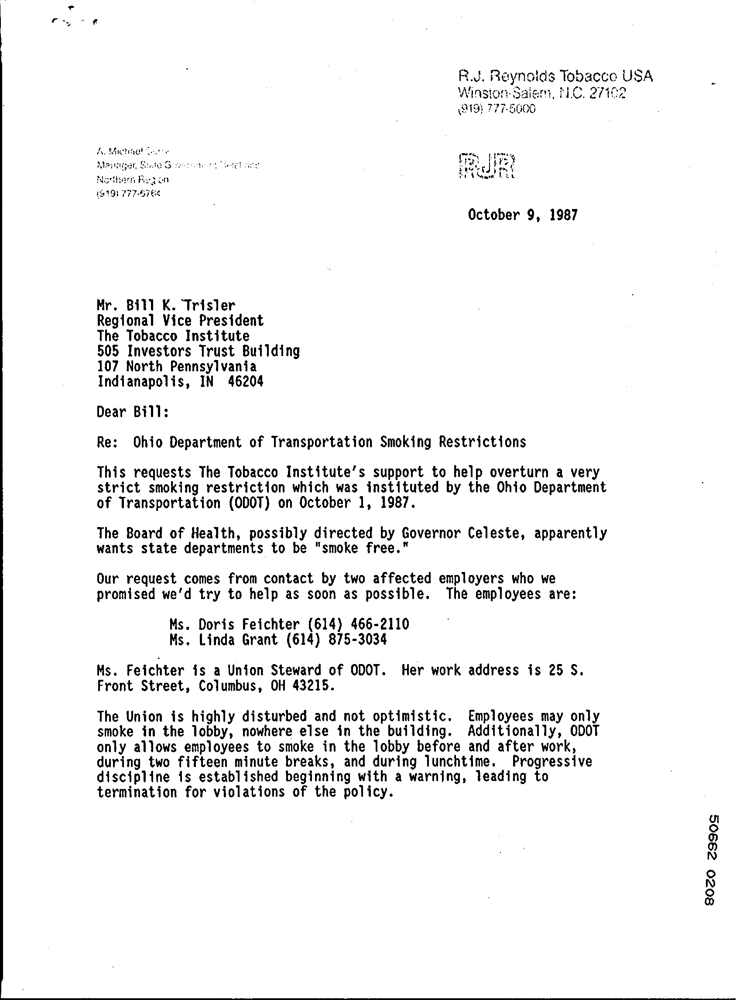 R.J. Reynolds Tobacco USA
Winston-Salem, N.C. 27102
(919) 777-5000
A. Michael
Manager, State Government Relations
Northern Region
RJR
October 9, 1987
Mr. Bill K. Trisler
Regional Vice President
The Tobacco Institute
505 Investors Trust Building
107 North Pennsylvania
Indianapolis, IN 46204
Dear Bill:
Re: Ohio Department of Transportation Smoking Restrictions
This requests The Tobacco Institute's support to help overturn a very
strict smoking restriction which was instituted by the Ohio Department
of Transportation (ODOT) on October 1, 1987.
The Board of Health, possibly directed by Governor Celeste, apparently
wants state departments to be "smoke free."
Our request comes from contact by two affected employers who we
promised we'd try to help as soon as possible. The employees are:
Ms. Doris Feichter (614) 466-2110
Ms. Linda Grant (614) 875-3034
Ms. Feichter is a Union Steward of ODOT. Her work address is 25 S.
Front Street, Columbus, OH 43215.
The Union is highly disturbed and not optimistic. Employees may only
smoke in the lobby, nowhere else in the building. Additionally, ODOT
only allows employees to smoke in the lobby before and after work,
during two fifteen minute breaks, and during lunchtime. Progressive
discipline is established beginning with a warning, leading to
termination for violations of the policy.
50662 0208